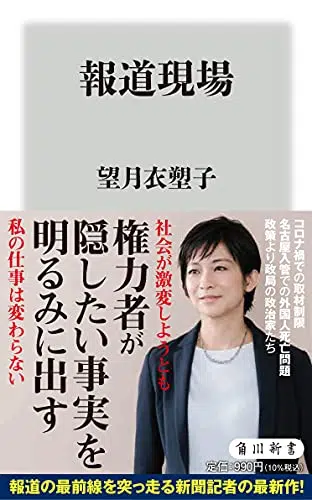 報道現場
望月衣塑子
コロナ禍での取材制限
名古屋入管での外国人死亡問題
政策より政局の政治家たち
社会が激変しようとも
権力者が
隠したい事実を
明るみに出す
私の仕事は変わらない
角川新書
定価:990円(10%税込)
報道の最前線を突っ走る新聞記者の最新作!